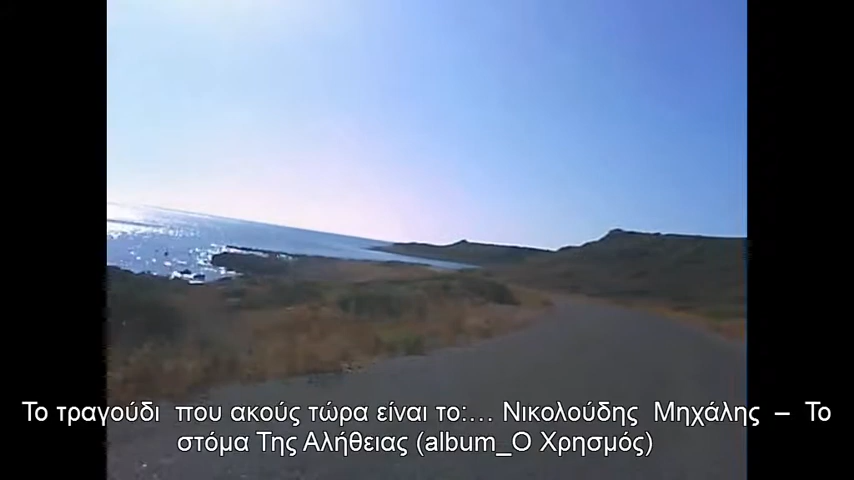 Το τραγούδι  που ακούς τώρα είναι το:… Νικολούδης  Μηχάλης  –  Το
στόμα Της Αλήθειας (album_Ο Χρησμός)